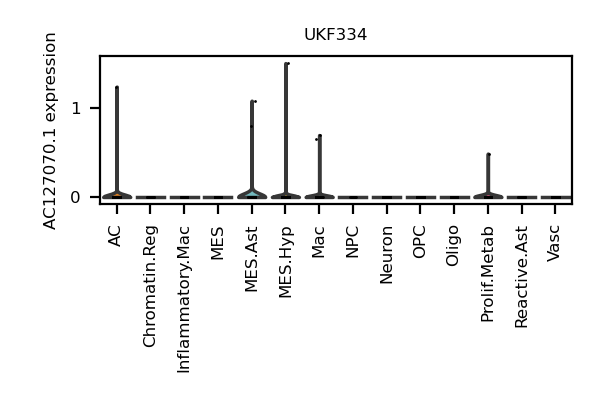 UKF334
AC127070.1 expression
1
0
AC
Chromatin.Reg
Inflammatory.Mac
MES
MES.Ast
MES.Hyp
Mac
NPC
Neuron
OPC
Oligo
Prolif.Metab
Reactive.Ast
Vasc